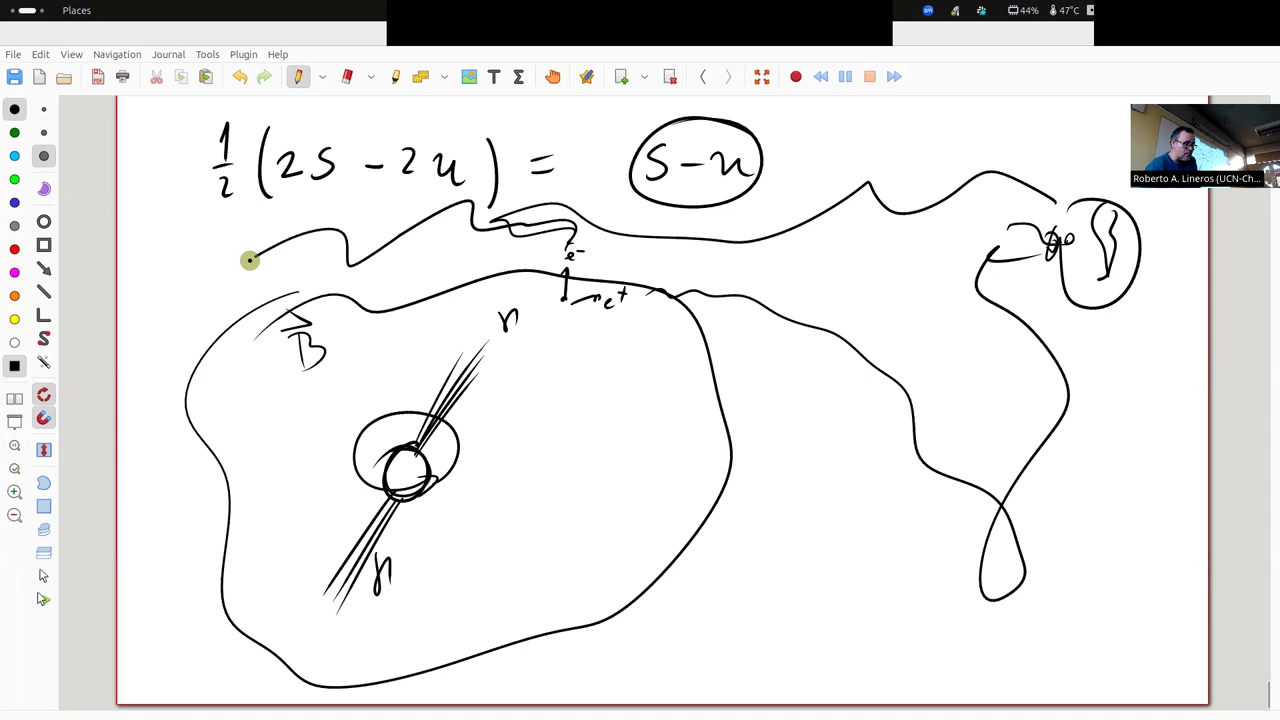 Places
44% 47°C
File Edit View Navigation Journal Tools Plugin Help
1/2 (2s - 2u) = s-u
Roberto A. Lineros (UCN-Ch...
e-
e+
B
γ
γ